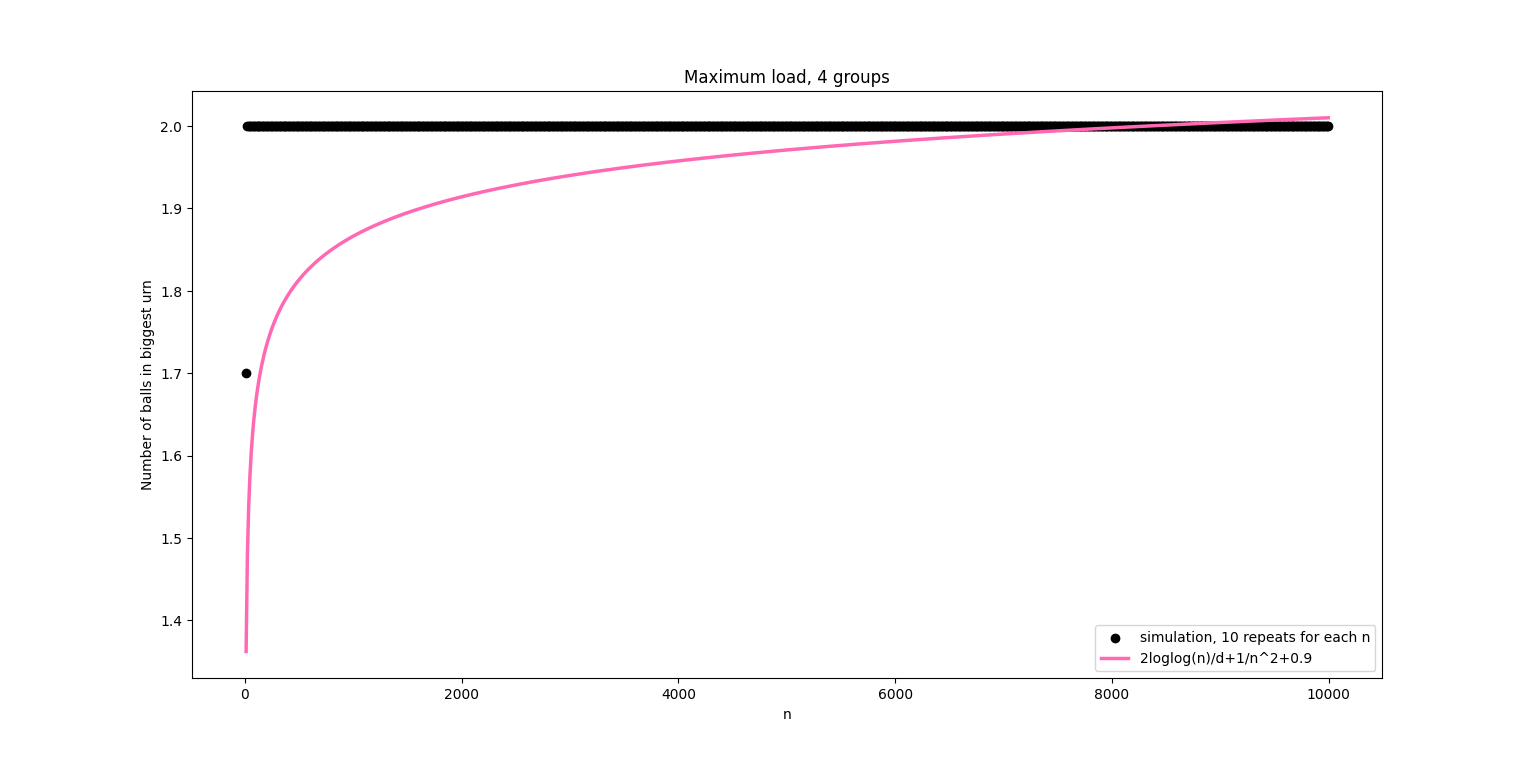 Maximum load, 4 groups
Number of balls in biggest urn
2.0
1.9
1.8
1.7
1.6
1.5
1.4
0 2000 4000 6000 8000 10000
n
simulation, 10 repeats for each n
2loglog(n)/d+1/n^2+0.9